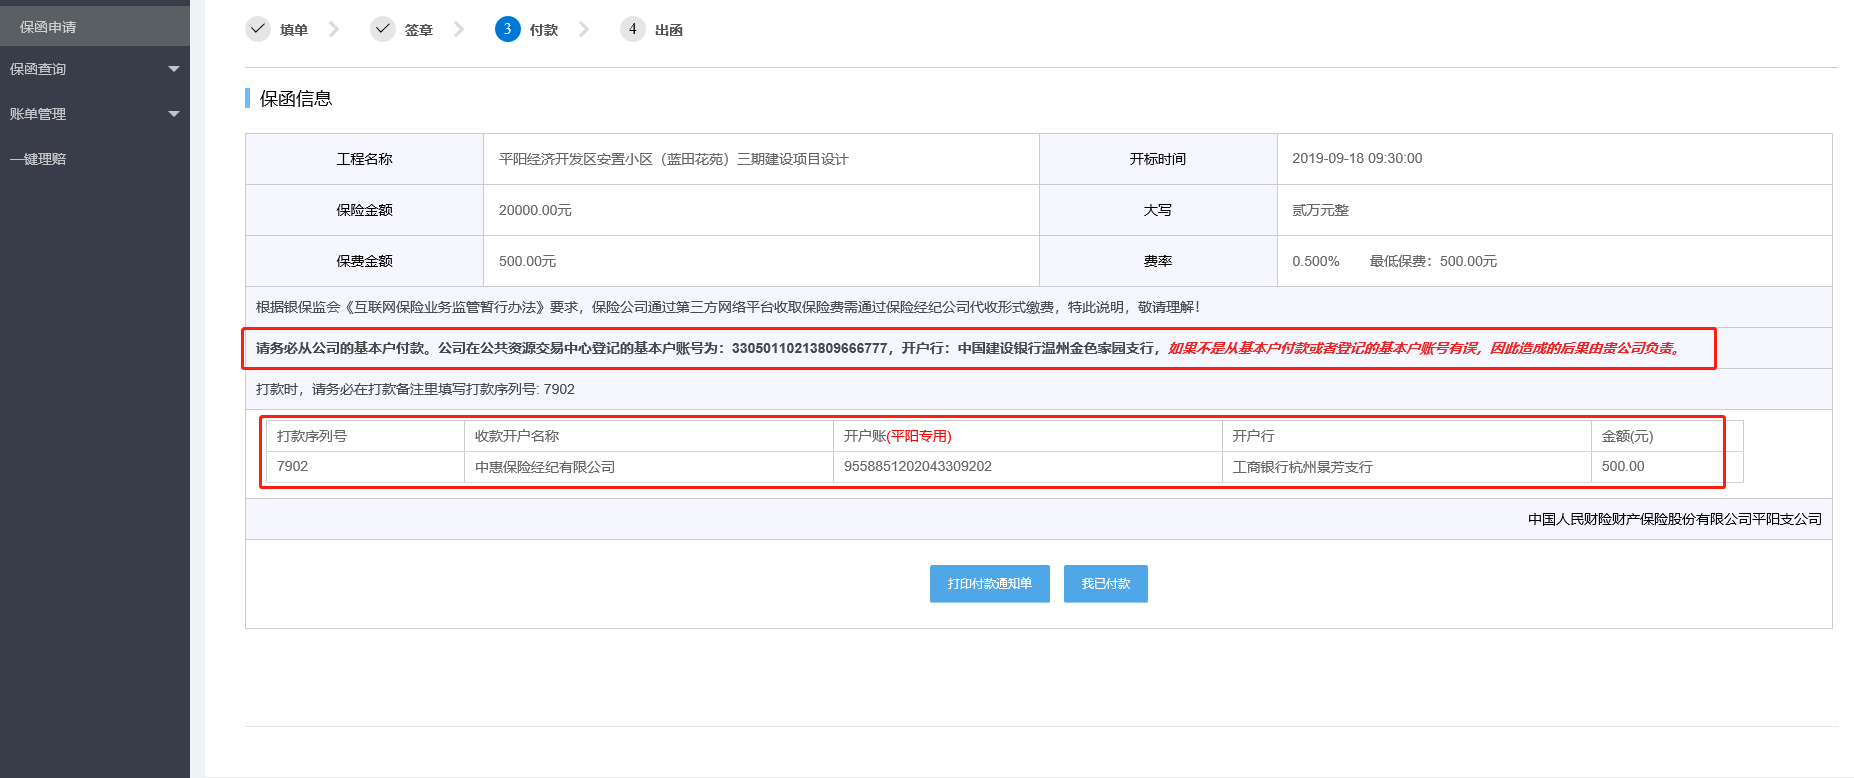 保函申请
保函查询
账单管理
一键理赔
填单
签章
3 付款
4 出函
保函信息
工程名称 平阳经济开发区安置小区（蓝田花苑）三期建设项目设计 开标时间 2019-09-18 09:30:00
保险金额 20000.00元 大写 贰万元整
保费金额 500.00元 费率 0.500% 最低保费：500.00元
根据银保监会《互联网保险业务监管暂行办法》要求，保险公司通过第三方网络平台收取保险费需通过保险经纪公司代收形式缴费，特此说明，敬请理解！
请务必从公司的基本户付款。公司在公共资源交易中心登记的基本户账号为：33050110213809666777，开户行：中国建设银行温州金色家园支行，如果不是从基本户付款或者登记的基本户账号有误，因此造成的后果由贵公司负责。
打款时，请务必在打款备注里填写打款序列号: 7902
打款序列号 收款开户名称 开户账(平阳专用) 开户行 金额(元)
7902 中惠保险经纪有限公司 9558851202043309202 工商银行杭州景芳支行 500.00
中国人民财险财产保险股份有限公司平阳支公司
打印付款通知单 我已付款